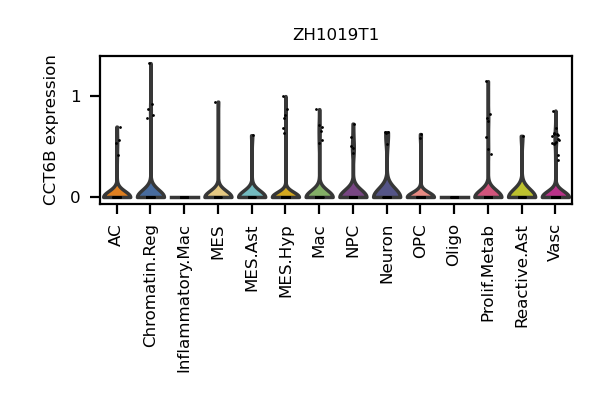 ZH1019T1
CCT6B expression
1
0
AC
Chromatin.Reg
Inflammatory.Mac
MES
MES.Ast
MES.Hyp
Mac
NPC
Neuron
OPC
Oligo
Prolif.Metab
Reactive.Ast
Vasc